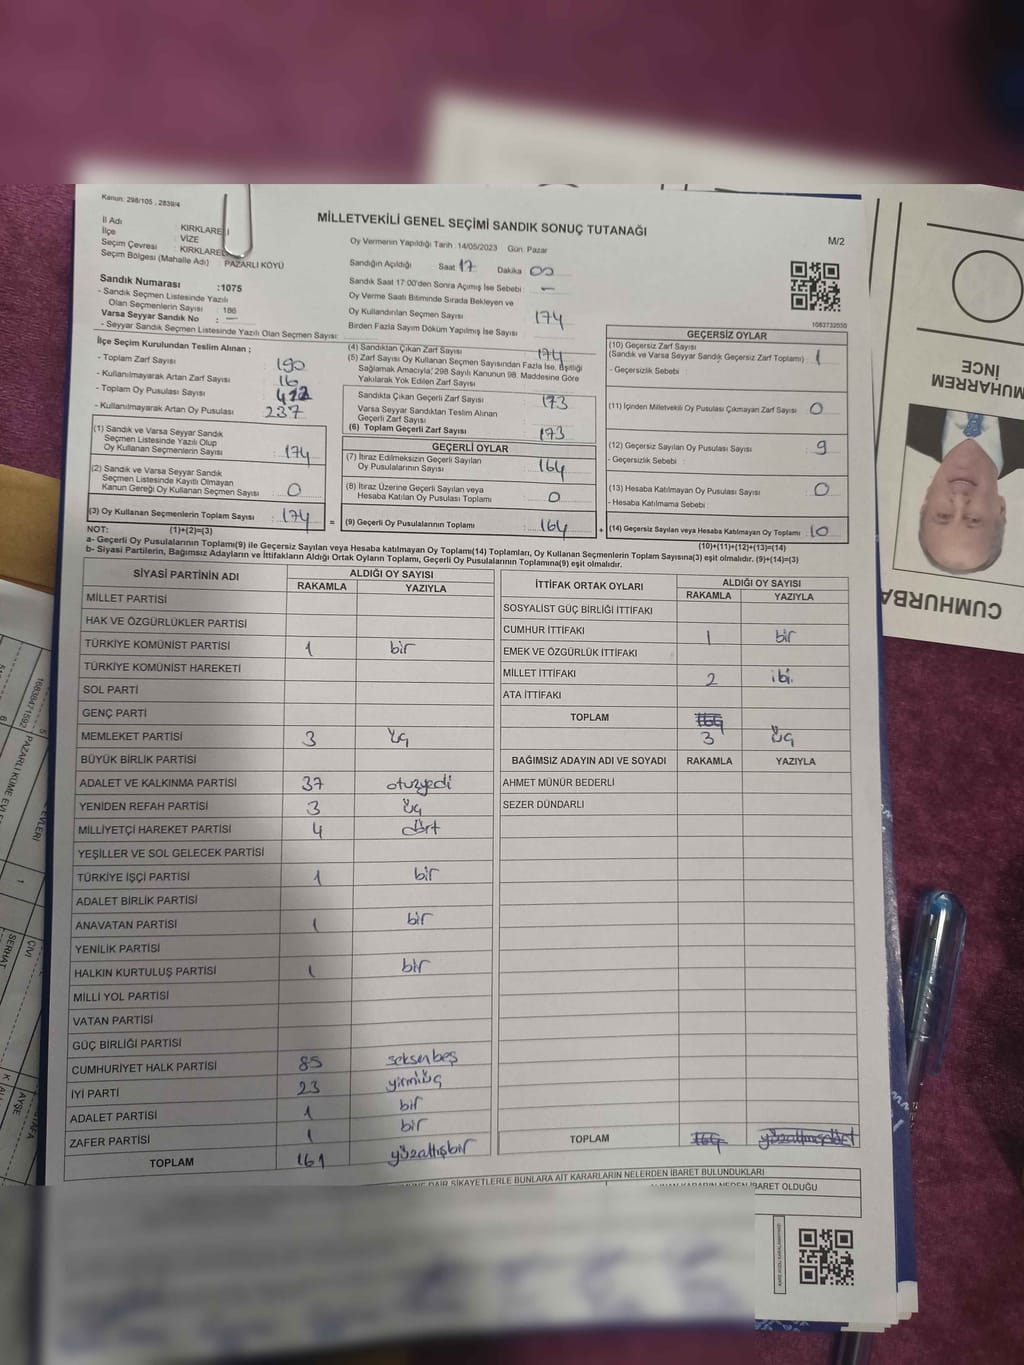 Kanun: 298/105 , 2839/4
MİLLETVEKİLİ GENEL SEÇİMİ SANDIK SONUÇ TUTANAĞI
M/2
İl Adı KIRKLARELİ
İlçe VİZE
Seçim Çevresi KIRKLARELİ
Seçim Bölgesi (Mahalle Adı) : PAZARLI KÖYÜ
Oy Vermenin Yapıldığı Tarih :14/05/2023 Gün: Pazar
Sandığın Açıldığı Saat 17 Dakika 00
Sandık Saat 17:00'den Sonra Açılmış İse Sebebi : –
Oy Verme Saati Bitiminde Sırada Bekleyen ve
Oy Kullandırılan Seçmen Sayısı 174
Birden Fazla Sayım Döküm Yapılmış İse Sayısı
1083732050
Sandık Numarası :1075
- Sandık Seçmen Listesinde Yazılı
Olan Seçmenlerin Sayısı : 186
Varsa Seyyar Sandık No : –
- Seyyar Sandık Seçmen Listesinde Yazılı Olan Seçmen Sayısı:
İlçe Seçim Kurulundan Teslim Alınan ;
- Toplam Zarf Sayısı 190
- Kullanılmayarak Artan Zarf Sayısı 16
- Toplam Oy Pusulası Sayısı
- Kullanılmayarak Artan Oy Pusulası 237
(1) Sandık ve Varsa Seyyar Sandık
Seçmen Listesinde Yazılı Olup
Oy Kullanan Seçmenlerin Sayısı : 174
(2) Sandık ve Varsa Seyyar Sandık
Seçmen Listesinde Kayıtlı Olmayan
Kanun Gereği Oy Kullanan Seçmen Sayısı : 0
(3) Oy Kullanan Seçmenlerin Toplam Sayısı : 174
(1)+(2)=(3)
(4) Sandıktan Çıkan Zarf Sayısı 174
(5) Zarf Sayısı Oy Kullanan Seçmen Sayısından Fazla İse, Eşitliği
Sağlamak Amacıyla; 298 Sayılı Kanunun 98. Maddesine Göre
Yakılarak Yok Edilen Zarf Sayısı
Sandıkta Çıkan Geçerli Zarf Sayısı 173
Varsa Seyyar Sandıktan Teslim Alınan
Geçerli Zarf Sayısı
(6) Toplam Geçerli Zarf Sayısı 173
GEÇERLİ OYLAR
(7) İtiraz Edilmeksizin Geçerli Sayılan
Oy Pusulalarının Sayısı 164
(8) İtiraz Üzerine Geçerli Sayılan veya
Hesaba Katılan Oy Pusulası Toplamı 0
= (9) Geçerli Oy Pusulalarının Toplamı : 164 +
GEÇERSİZ OYLAR
(10) Geçersiz Zarf Sayısı
(Sandık ve Varsa Seyyar Sandık Geçersiz Zarf Toplamı) : 1
- Geçersizlik Sebebi :
(11) İçinden Milletvekili Oy Pusulası Çıkmayan Zarf Sayısı : 0
(12) Geçersiz Sayılan Oy Pusulası Sayısı : 9
- Geçersizlik Sebebi :
(13) Hesaba Katılmayan Oy Pusulası Sayısı : 0
- Hesaba Katılmama Sebebi :
(14) Geçersiz Sayılan veya Hesaba Katılmayan Oy Toplamı : 10
(10)+(11)+(12)+(13)=(14)
NOT:
a- Geçerli Oy Pusulalarının Toplamı(9) ile Geçersiz Sayılan veya Hesaba katılmayan Oy Toplamı(14) Toplamları, Oy Kullanan Seçmenlerin Toplam Sayısına(3) eşit olmalıdır. (9)+(14)=(3)
b- Siyasi Partilerin, Bağımsız Adayların ve İttifakların Aldığı Ortak Oyların Toplamı, Geçerli Oy Pusulalarının Toplamına(9) eşit olmalıdır.
SİYASİ PARTİNİN ADI ALDIĞI OY SAYISI
RAKAMLA YAZIYLA
MİLLET PARTİSİ
HAK VE ÖZGÜRLÜKLER PARTİSİ
TÜRKİYE KOMÜNİST PARTİSİ 1 bir
TÜRKİYE KOMÜNİST HAREKETİ
SOL PARTİ
GENÇ PARTİ
MEMLEKET PARTİSİ 3 üç
BÜYÜK BİRLİK PARTİSİ
ADALET VE KALKINMA PARTİSİ 37 otuzyedi
YENİDEN REFAH PARTİSİ 3 üç
MİLLİYETÇİ HAREKET PARTİSİ 4 dört
YEŞİLLER VE SOL GELECEK PARTİSİ
TÜRKİYE İŞÇİ PARTİSİ 1 bir
ADALET BİRLİK PARTİSİ
ANAVATAN PARTİSİ 1 bir
YENİLİK PARTİSİ
HALKIN KURTULUŞ PARTİSİ 1 bir
MİLLİ YOL PARTİSİ
VATAN PARTİSİ
GÜÇ BİRLİĞİ PARTİSİ
CUMHURİYET HALK PARTİSİ 85 seksenbeş
İYİ PARTİ 23 yirmiüç
ADALET PARTİSİ 1 bir
ZAFER PARTİSİ 1 bir
TOPLAM 161 yüzaltışbir
İTTİFAK ORTAK OYLARI ALDIĞI OY SAYISI
RAKAMLA YAZIYLA
SOSYALİST GÜÇ BİRLİĞİ İTTİFAKI
CUMHUR İTTİFAKI 1 bir
EMEK VE ÖZGÜRLÜK İTTİFAKI
MİLLET İTTİFAKI 2 iki
ATA İTTİFAKI
TOPLAM 164
3 üç
BAĞIMSIZ ADAYIN ADI VE SOYADI RAKAMLA YAZIYLA
AHMET MÜNÜR BEDERLİ
SEZER DÜNDARLI
TOPLAM 164 yüzaltmışdört
DAİR ŞİKAYETLERLE BUNLARA AİT KARARLARIN NELERDEN İBARET BULUNDUKLARI
İBARET OLDUĞU
KARE KODU KARALAMAYINIZ!
MUHARREM
İNCE
CUMHURBA
16838471592
PAZARLI KÜME EVLE
EVLERİ
1
ÇİVİ
SERHAT
AYŞE